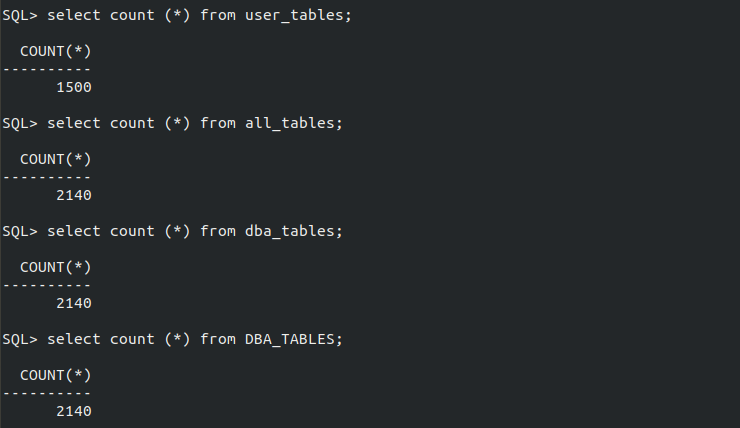 SQL> select count (*) from user_tables;
COUNT(*)
----------
1500
SQL> select count (*) from all_tables;
COUNT(*)
----------
2140
SQL> select count (*) from dba_tables;
COUNT(*)
----------
2140
SQL> select count (*) from DBA_TABLES;
COUNT(*)
----------
2140